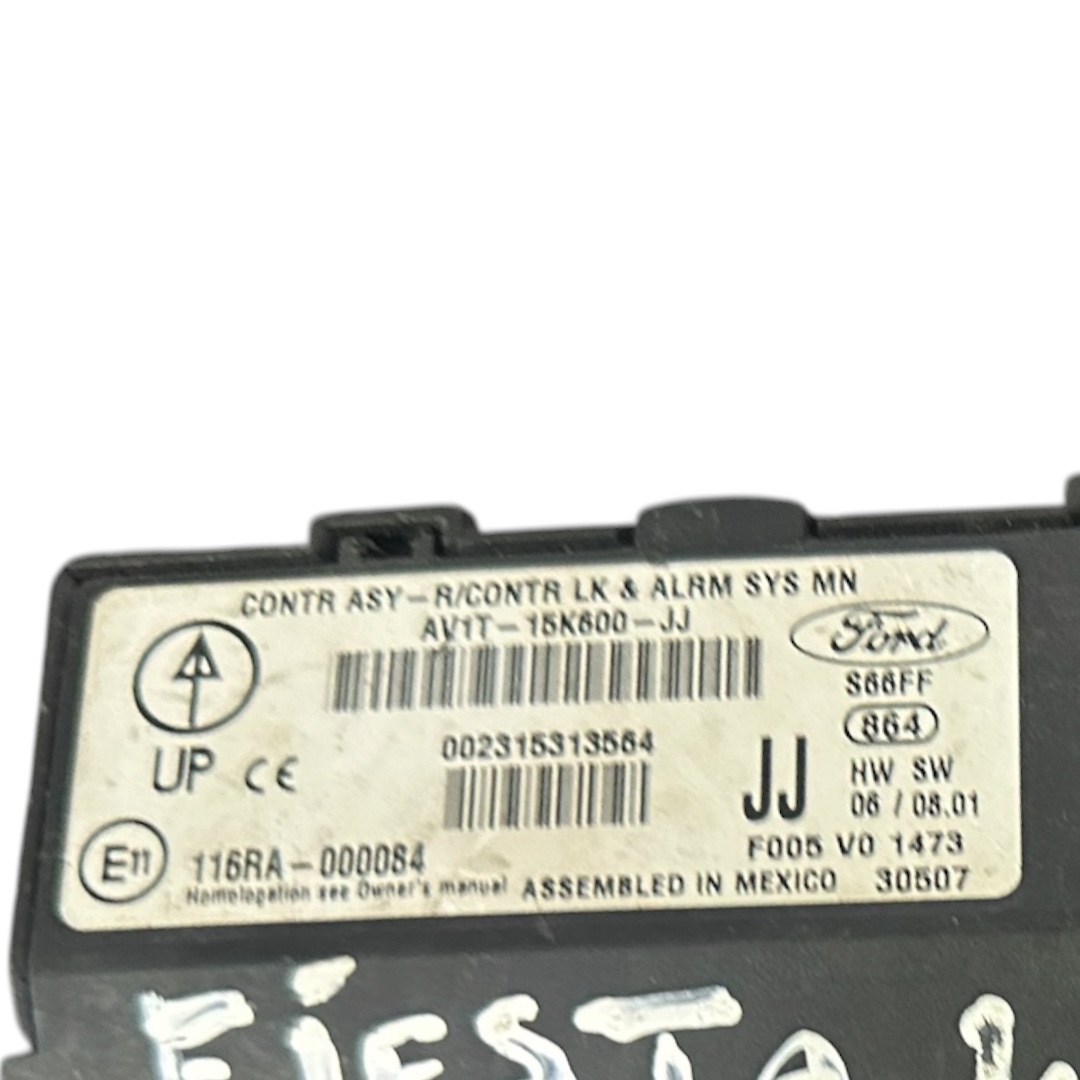 CONTR ASY-R/CONTR LK & ALRM SYS MN
AV1T-15K600-JJ
Ford
S66FF
864
UP CE
002315313564
JJ
HW SW
06 / 08.01
F005 V0 1473
E11
116RA-000084
Homologation see Owner's manual
ASSEMBLED IN MEXICO 30507
FIESTA